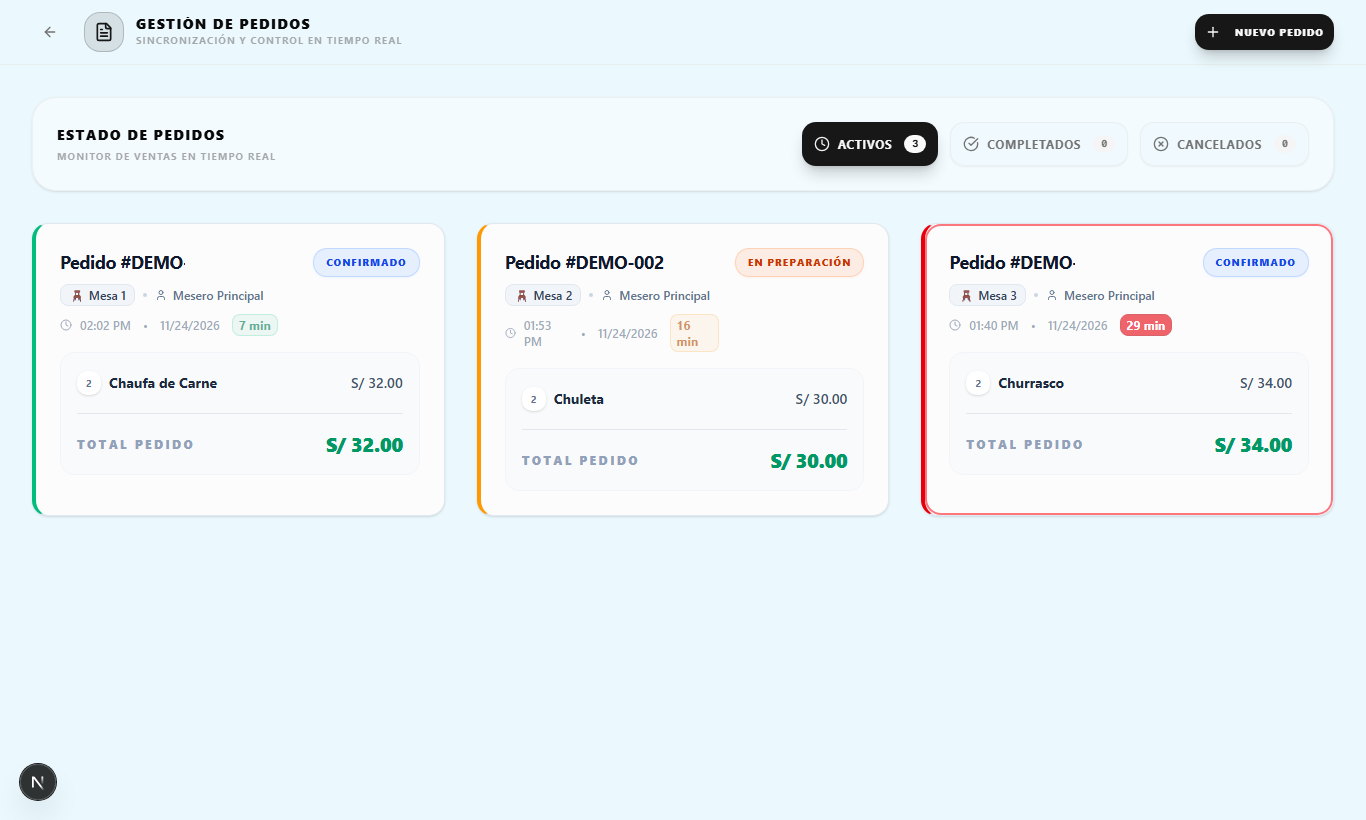 GESTIÓN DE PEDIDOS
SINCRONIZACIÓN Y CONTROL EN TIEMPO REAL
NUEVO PEDIDO
ESTADO DE PEDIDOS
MONITOR DE VENTAS EN TIEMPO REAL
ACTIVOS 3
COMPLETADOS 0
CANCELADOS 0
Pedido #DEMO-
CONFIRMADO
Mesa 1 • Mesero Principal
02:02 PM • 11/24/2026 7 min
2 Chaufa de Carne S/ 32.00
TOTAL PEDIDO S/ 32.00
Pedido #DEMO-002
EN PREPARACIÓN
Mesa 2 • Mesero Principal
01:53
PM • 11/24/2026 16
min
2 Chuleta S/ 30.00
TOTAL PEDIDO S/ 30.00
Pedido #DEMO-
CONFIRMADO
Mesa 3 • Mesero Principal
01:40 PM • 11/24/2026 29 min
2 Churrasco S/ 34.00
TOTAL PEDIDO S/ 34.00
N